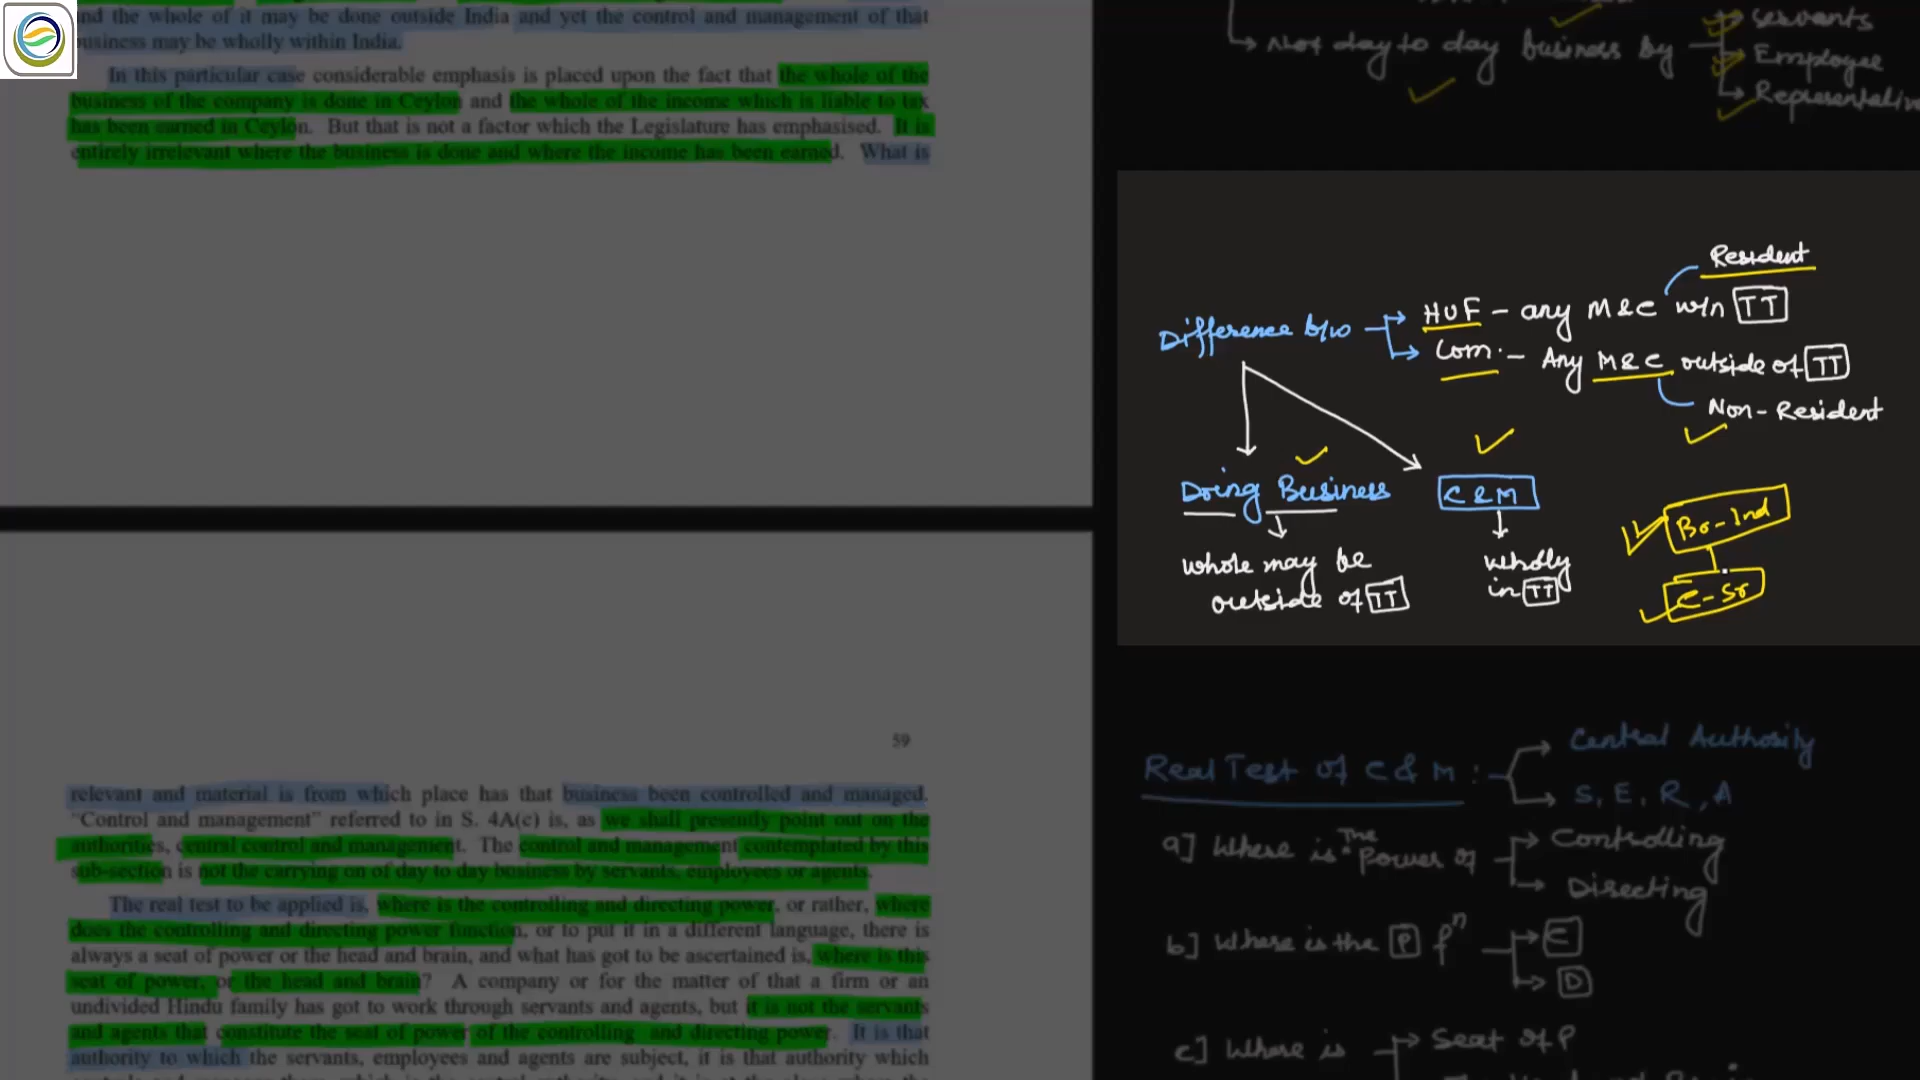 and the whole of it may be done outside India and yet the control and management of that
business may be wholly within India.
In this particular case considerable emphasis is placed upon the fact that the whole of the
business of the company is done in Ceylon and the whole of the income which is liable to tax
has been earned in Ceylon. But that is not a factor which the Legislature has emphasised. It is
entirely irrelevant where the business is done and where the income has been earned. What is
59
relevant and material is from which place has that business been controlled and managed.
“Control and management” referred to in S. 4A(c) is, as we shall presently point out on the
authorities, central control and management. The control and management contemplated by this
sub-section is not the carrying on of day to day business by servants, employees or agents.
The real test to be applied is, where is the controlling and directing power, or rather, where
does the controlling and directing power function, or to put it in a different language, there is
always a seat of power or the head and brain, and what has got to be ascertained is, where is this
seat of power, or the head and brain? A company or for the matter of that a firm or an
undivided Hindu family has got to work through servants and agents, but it is not the servants
and agents that constitute the seat of power of the controlling and directing power. It is that
authority to which the servants, employees and agents are subject, it is that authority which
Not day to day business by
servants
Employee
Representative
Resident
Difference b/w
HUF - any M&C w/n TT
Com. - Any M&C outside of TT
Non-Resident
Doing Business
C & M
whole may be
outside of TT
wholly
in TT
Bo-Ind
C-Sr
Real Test of C & M :-
Central Authority
S, E, R, A
a] Where is The Power of
Controlling
Directing
b] Where is the P fn
C
D
c] Where is
Seat of P